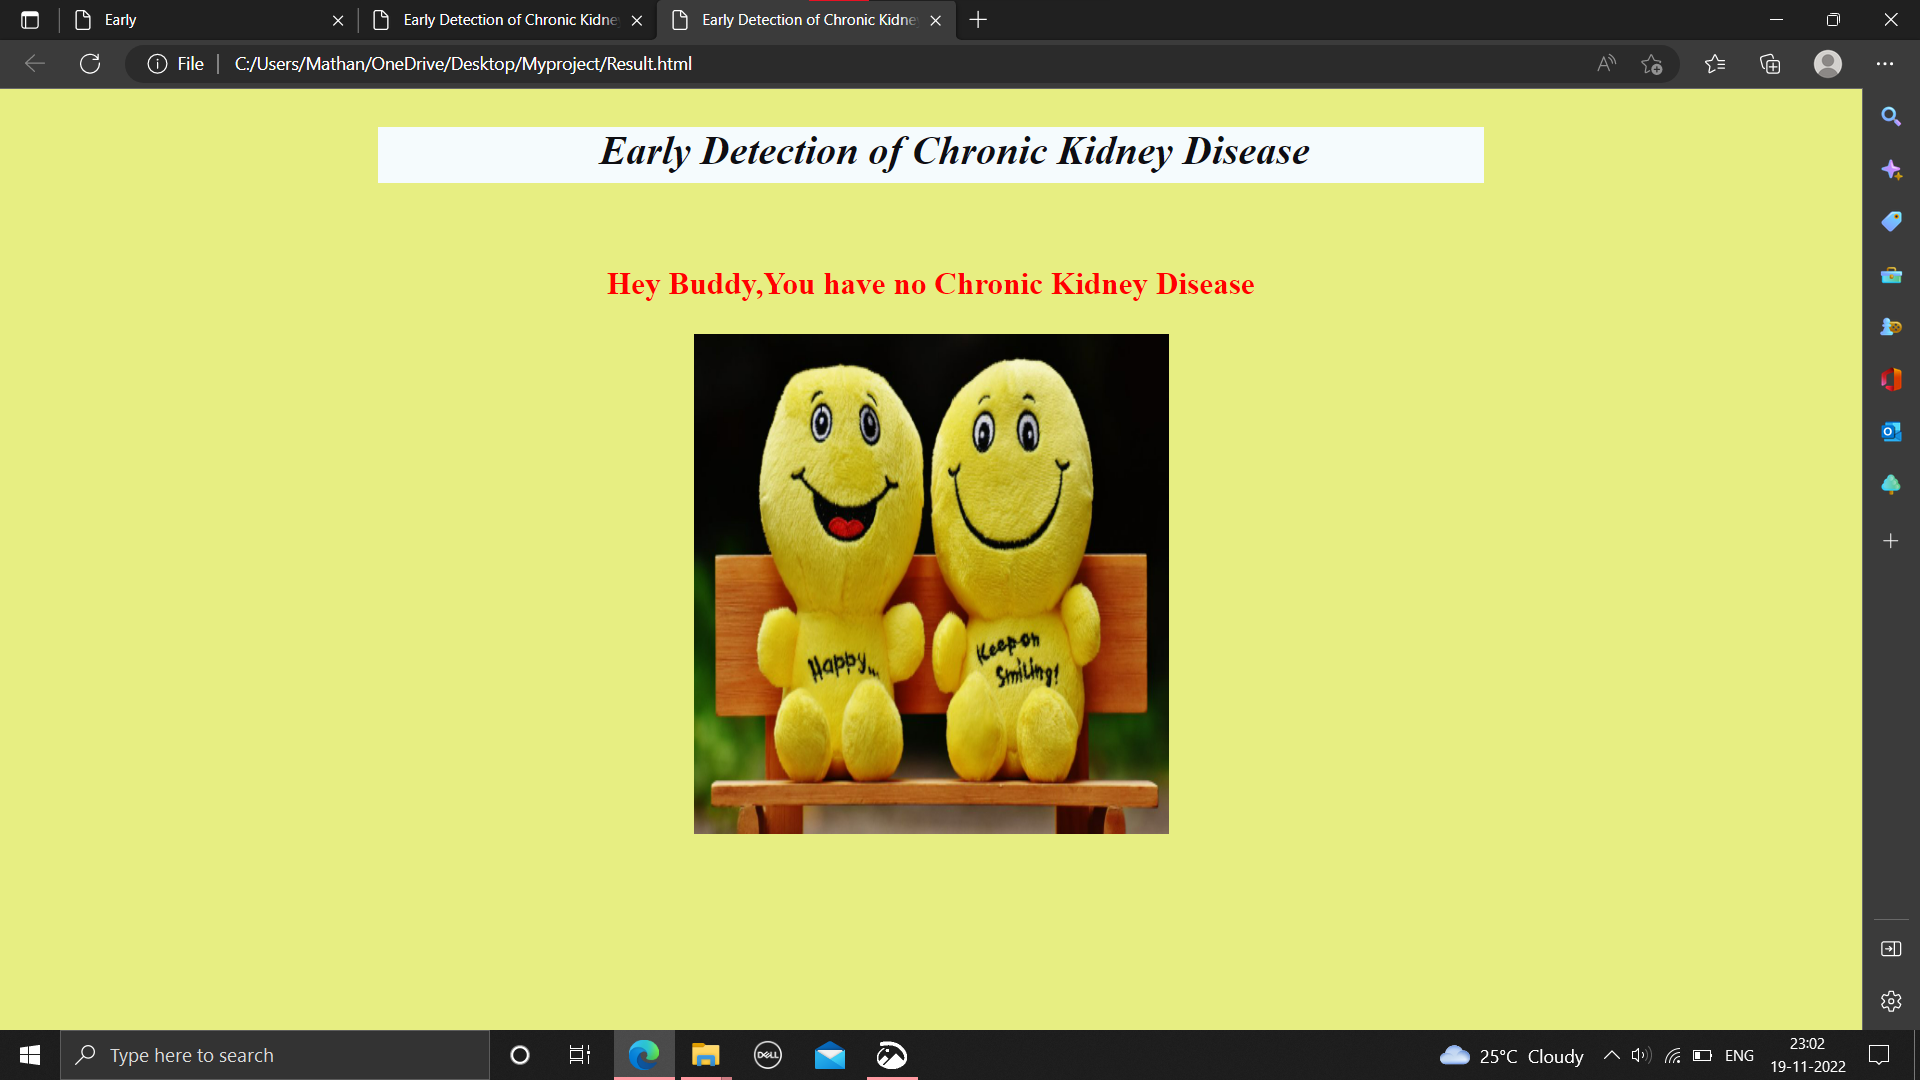 Early
Early Detection of Chronic Kidne
Early Detection of Chronic Kidne
File
C:/Users/Mathan/OneDrive/Desktop/Myproject/Result.html
Early Detection of Chronic Kidney Disease
Hey Buddy,You have no Chronic Kidney Disease
Happy...
Keep on
Smiling!
Type here to search
DELL
25°C Cloudy
ENG
23:02
19-11-2022